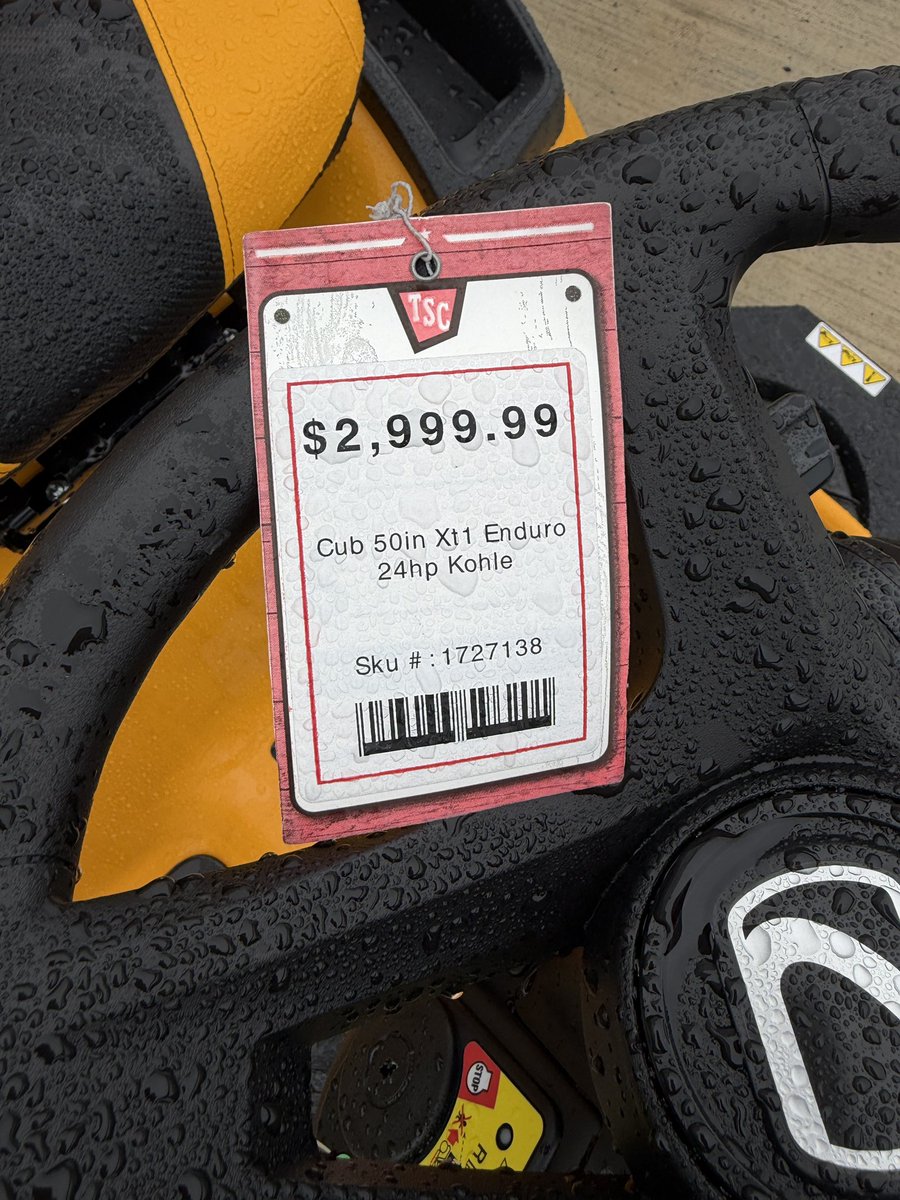 TSC
$2,999.99
Cub 50in Xt1 Enduro
24hp Kohle
Sku # : 1727138
STOP